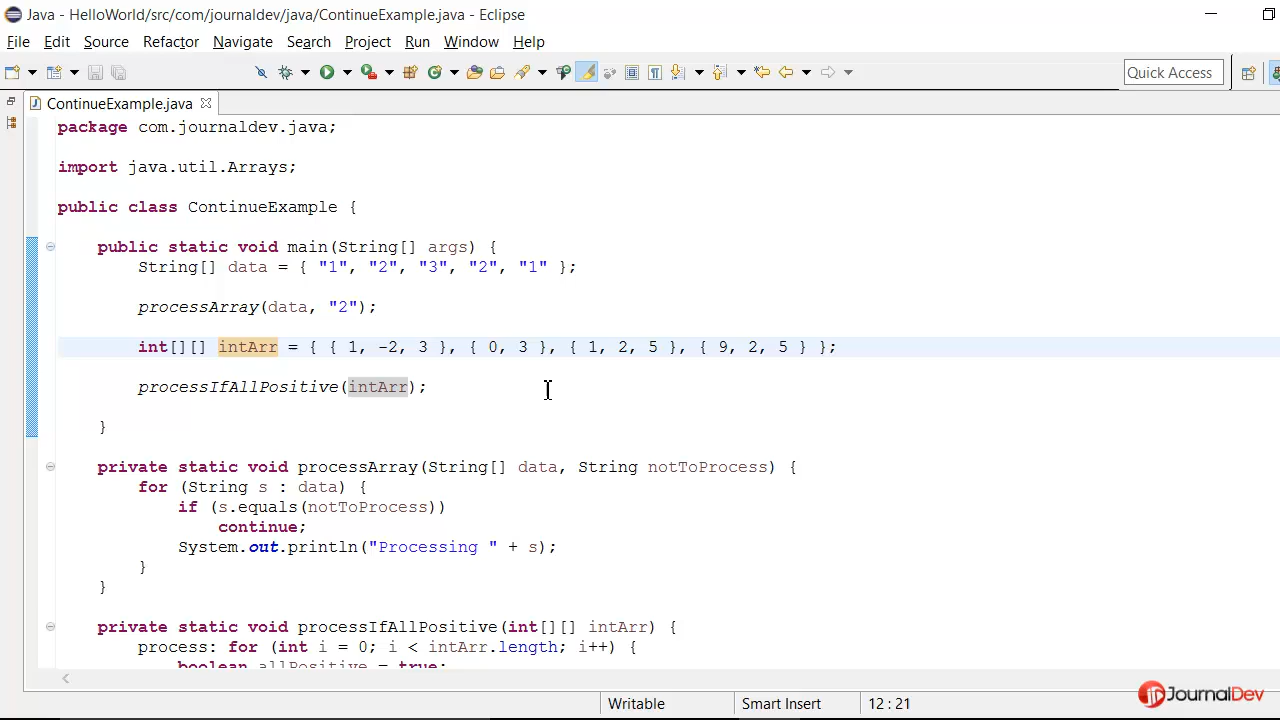 Java - HelloWorld/src/com/journaldev/java/ContinueExample.java - Eclipse
File Edit Source Refactor Navigate Search Project Run Window Help
Quick Access
ContinueExample.java
package com.journaldev.java;
import java.util.Arrays;
public class ContinueExample {
public static void main(String[] args) {
String[] data = { "1", "2", "3", "2", "1" };
processArray(data, "2");
int[][] intArr = { { 1, -2, 3 }, { 0, 3 }, { 1, 2, 5 }, { 9, 2, 5 } };
processIfAllPositive(intArr);
}
private static void processArray(String[] data, String notToProcess) {
for (String s : data) {
if (s.equals(notToProcess))
continue;
System.out.println("Processing " + s);
}
}
private static void processIfAllPositive(int[][] intArr) {
process: for (int i = 0; i < intArr.length; i++) {
boolean allPositive = true;
Writable Smart Insert 12 : 21
JournalDev